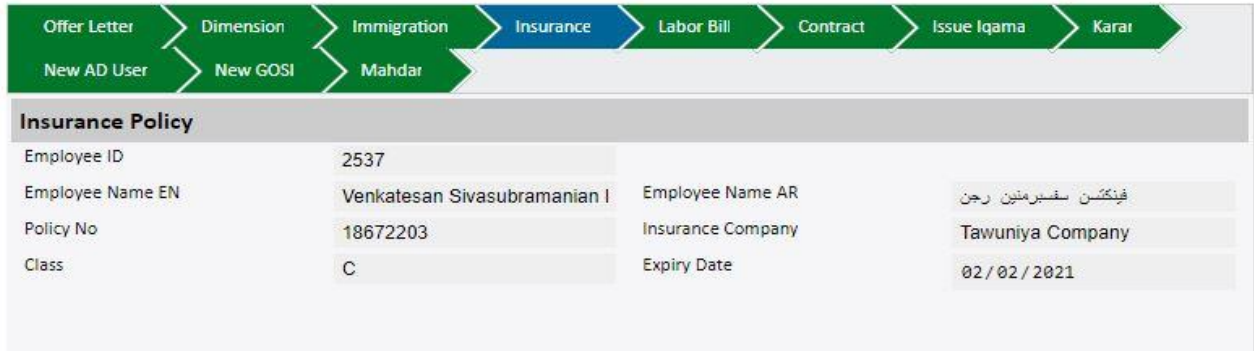 Offer Letter Dimension Immigration Insurance Labor Bill Contract Issue Iqama Karar
New AD User New GOSI Mahdar
Insurance Policy
Employee ID 2537
Employee Name EN Venkatesan Sivasubramanian Employee Name AR فينكتسن سفسبرمنين رجن
Policy No 18672203 Insurance Company Tawuniya Company
Class C Expiry Date 02/02/2021